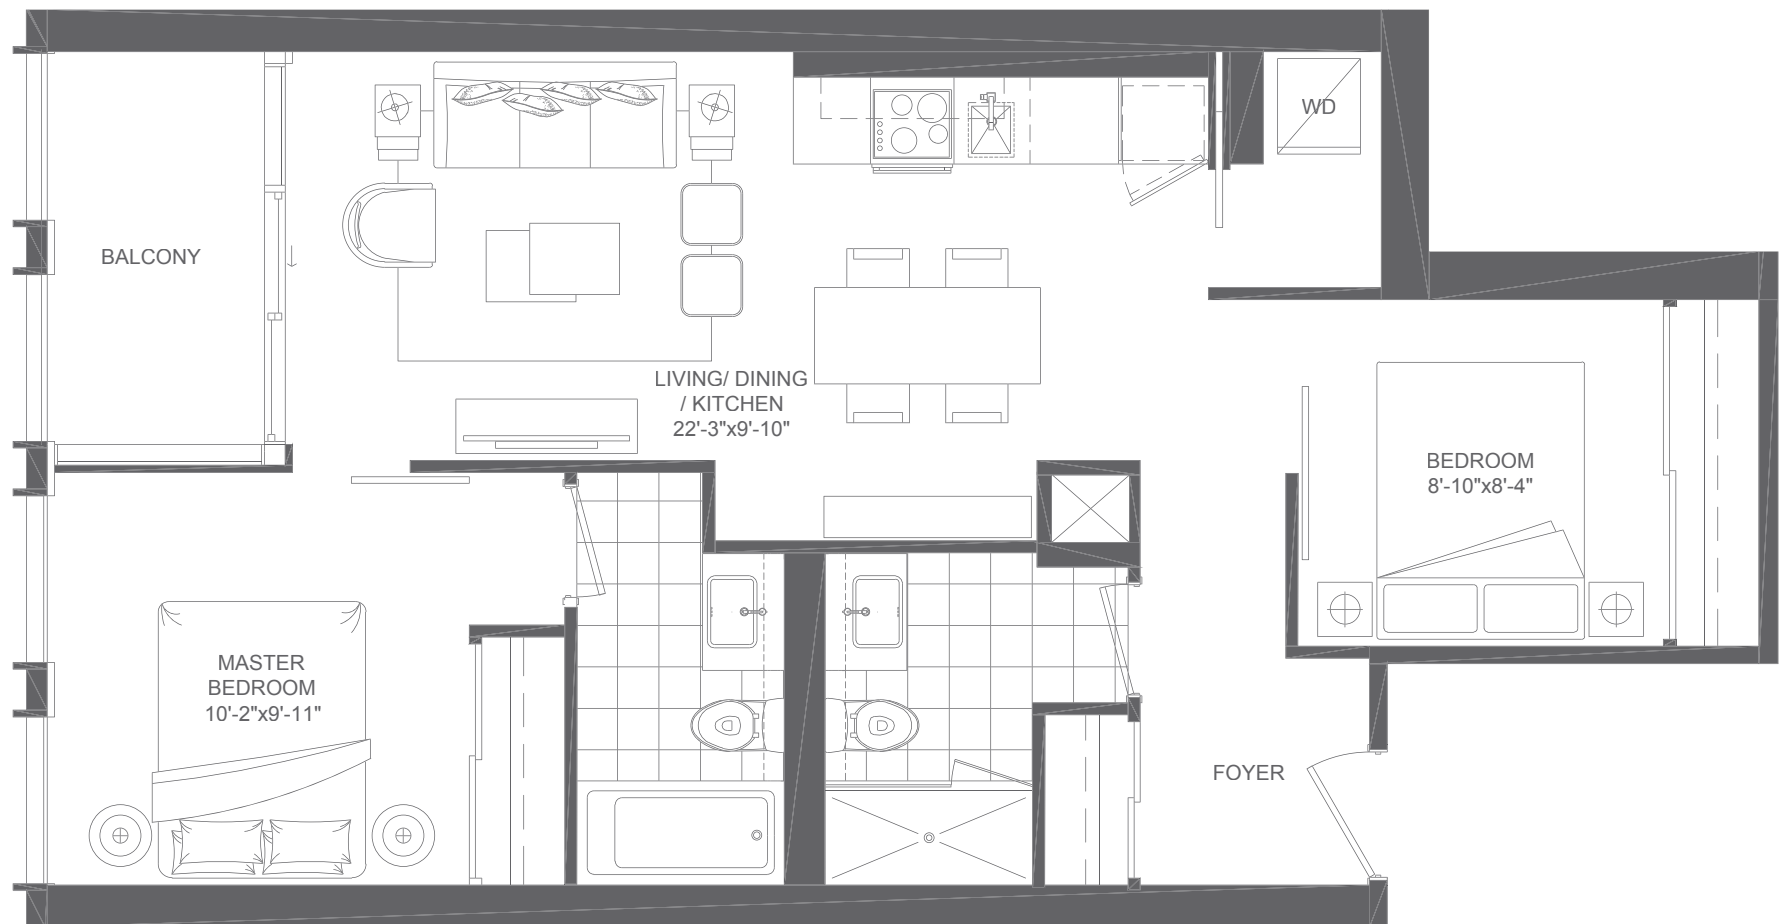 WD
BALCONY
LIVING/ DINING
/ KITCHEN
22'-3"x9'-10"
BEDROOM
8'-10"x8'-4"
MASTER
BEDROOM
10'-2"x9'-11"
FOYER